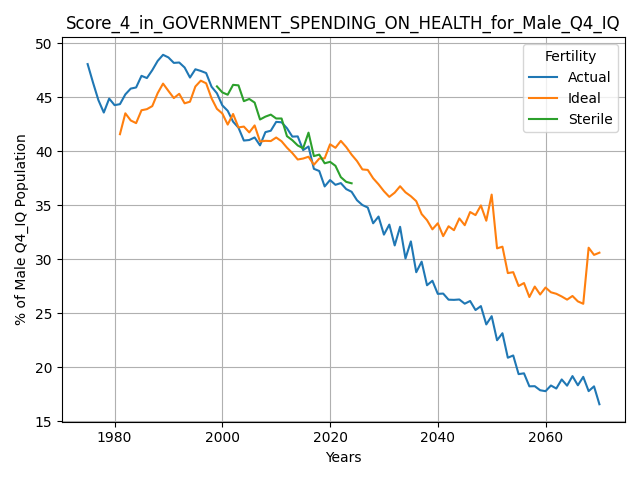 Score_4_in_GOVERNMENT_SPENDING_ON_HEALTH_for_Male_Q4_IQ
Fertility
Actual
Ideal
Sterile
% of Male Q4_IQ Population
50
45
40
35
30
25
20
15
1980
2000
2020
2040
2060
Years